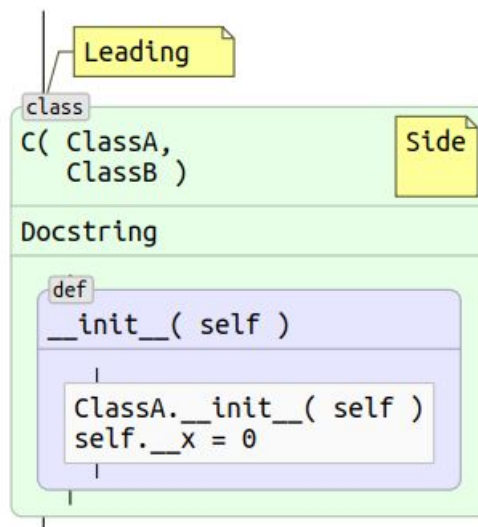 Leading
class
C( ClassA,
ClassB )
Side
Docstring
def
__init__( self )
ClassA.__init__( self )
self.__x = 0